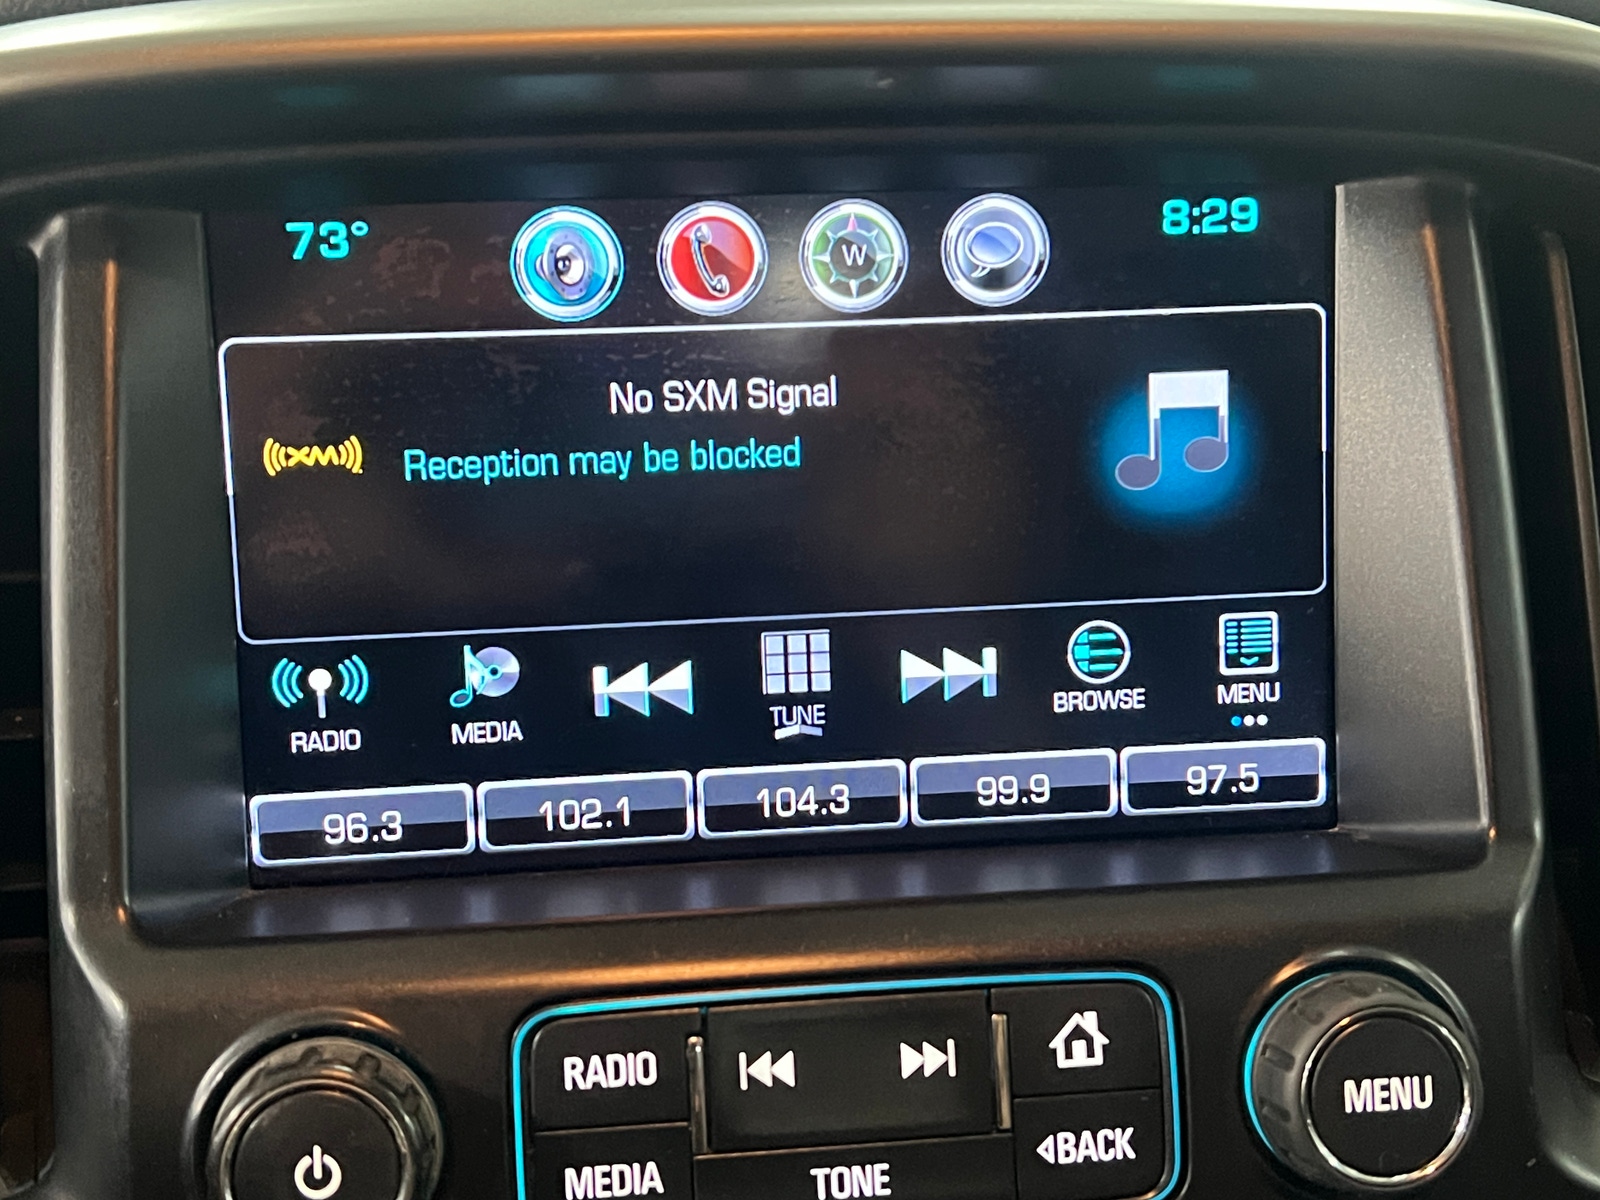 73°
W
8:29
No SXM Signal
((XM))
Reception may be blocked
RADIO
MEDIA
TUNE
BROWSE
MENU
96.3
102.1
104.3
99.9
97.5
RADIO
MENU
BACK
MEDIA
TONE